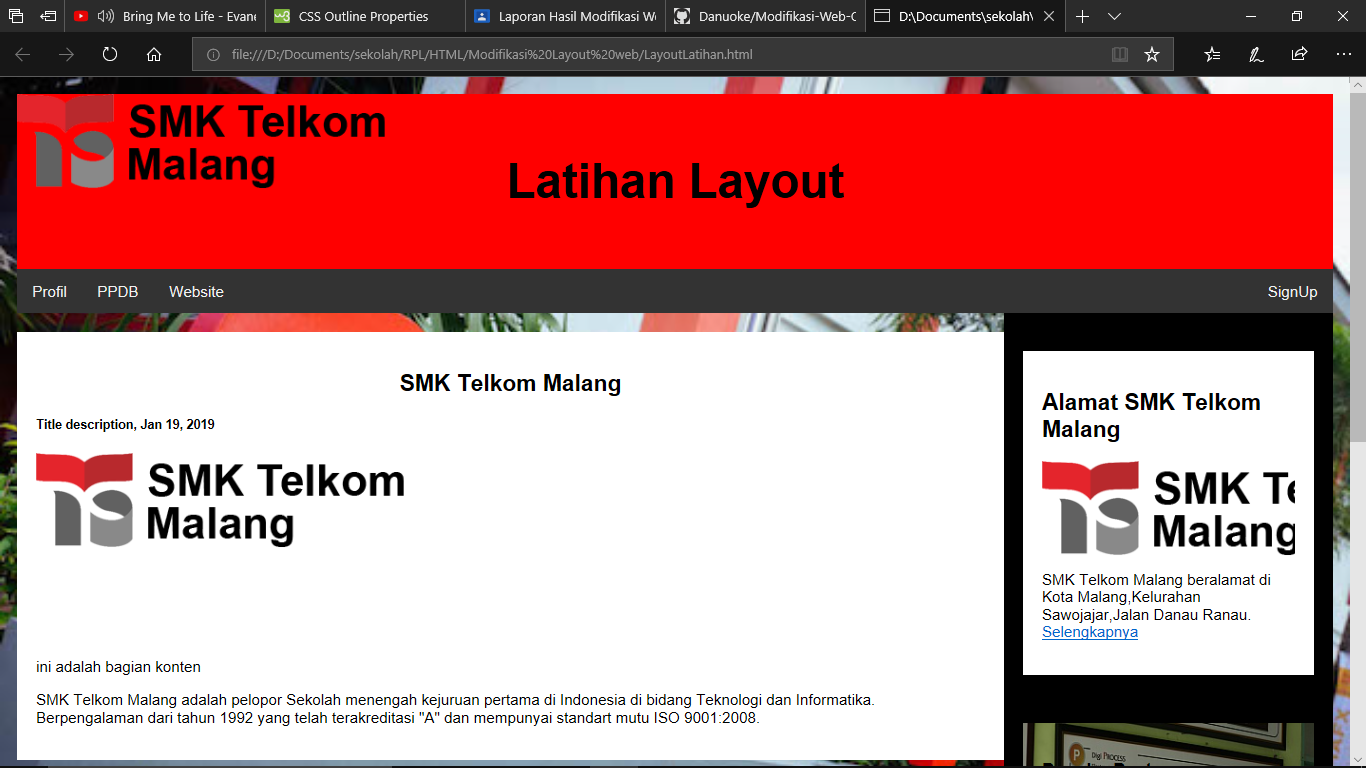 Bring Me to Life - Evane
CSS Outline Properties
Laporan Hasil Modifikasi We
Danuoke/Modifikasi-Web-C
D:\Documents\sekolah\
file:///D:/Documents/sekolah/RPL/HTML/Modifikasi%20Layout%20web/LayoutLatihan.html
SMK Telkom
Malang
Latihan Layout
Profil
PPDB
Website
SignUp
SMK Telkom Malang
Title description, Jan 19, 2019
SMK Telkom
Malang
ini adalah bagian konten
SMK Telkom Malang adalah pelopor Sekolah menengah kejuruan pertama di Indonesia di bidang Teknologi dan Informatika.
Berpengalaman dari tahun 1992 yang telah terakreditasi "A" dan mempunyai standart mutu ISO 9001:2008.
Alamat SMK Telkom
Malang
SMK Te
Malang
SMK Telkom Malang beralamat di
Kota Malang,Kelurahan
Sawojajar,Jalan Danau Ranau.
Selengkapnya
P
Digi Process